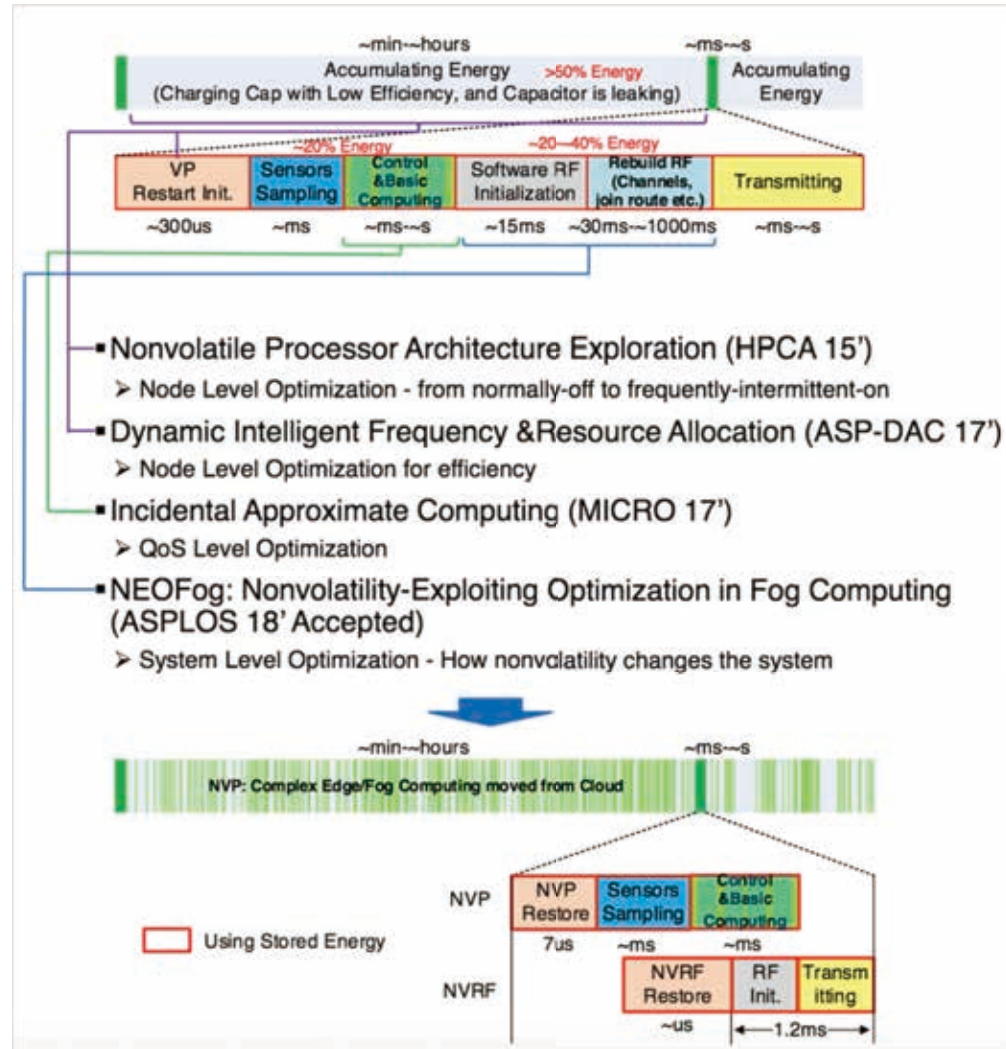 ~min-~hours
~ms-~s
Accumulating Energy >50% Energy
(Charging Cap with Low Efficiency, and Capacitor is leaking)
Accumulating
Energy
~20% Energy
~20—40% Energy
VP
Restart Init.
Sensors
Sampling
Control
&Basic
Computing
Software RF
Initialization
Rebuild RF
(Channels,
join route etc.)
Transmitting
~300us
~ms
~ms-~s
~15ms
~30ms-~1000ms
~ms-~s
▪ Nonvolatile Processor Architecture Exploration (HPCA 15')
➢ Node Level Optimization - from normally-off to frequently-intermittent-on
▪ Dynamic Intelligent Frequency &Resource Allocation (ASP-DAC 17')
➢ Node Level Optimization for efficiency
▪ Incidental Approximate Computing (MICRO 17')
➢ QoS Level Optimization
▪ NEOFog: Nonvolatility-Exploiting Optimization in Fog Computing
(ASPLOS 18' Accepted)
➢ System Level Optimization - How nonvolatility changes the system
~min-~hours
~ms-~s
NVP: Complex Edge/Fog Computing moved from Cloud
NVP
NVP
Restore
Sensors
Sampling
Control
&Basic
Computing
7us
~ms
~ms
Using Stored Energy
NVRF
NVRF
Restore
RF
Init.
Transm
itting
~us
1.2ms